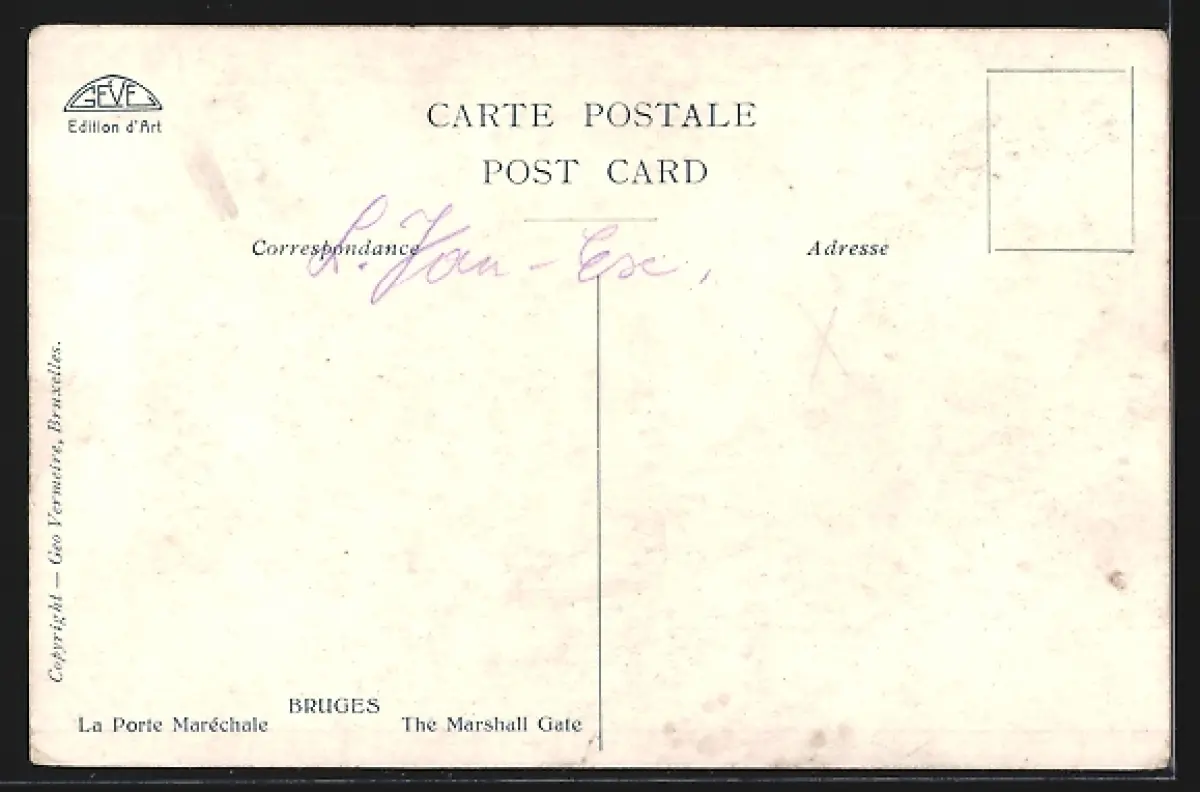 GEVE
Edition d'Art
CARTE POSTALE
POST CARD
Correspondance
Adresse
L. Van-
Copyright — Geo Vermeire, Bruxelles.
BRUGES
La Porte Maréchale The Marshall Gate